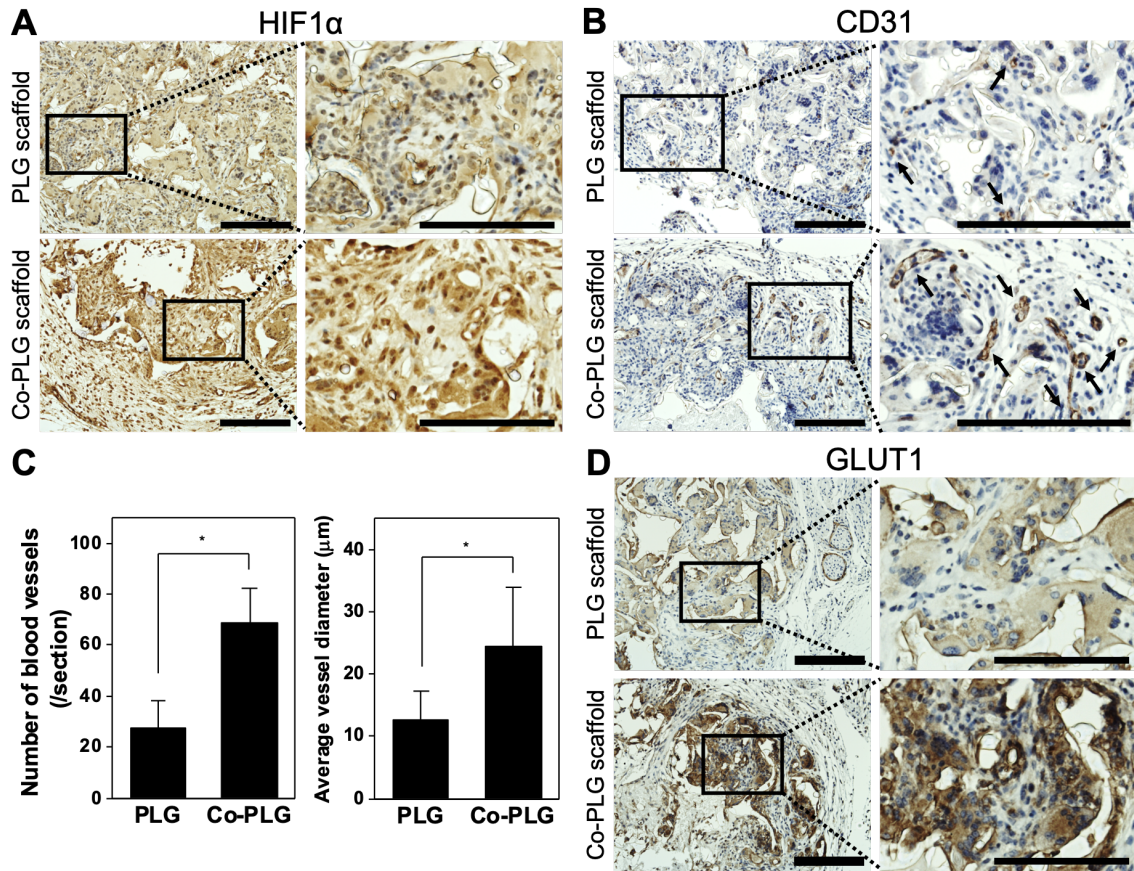 A
HIF1α
PLG scaffold
Co-PLG scaffold
B
CD31
PLG scaffold
Co-PLG scaffold
C
Number of blood vessels
(/section)
100
80
60
40
20
0
*
PLG
Co-PLG
Average vessel diameter (μm)
40
30
20
10
0
*
PLG
Co-PLG
D
GLUT1
PLG scaffold
Co-PLG scaffold